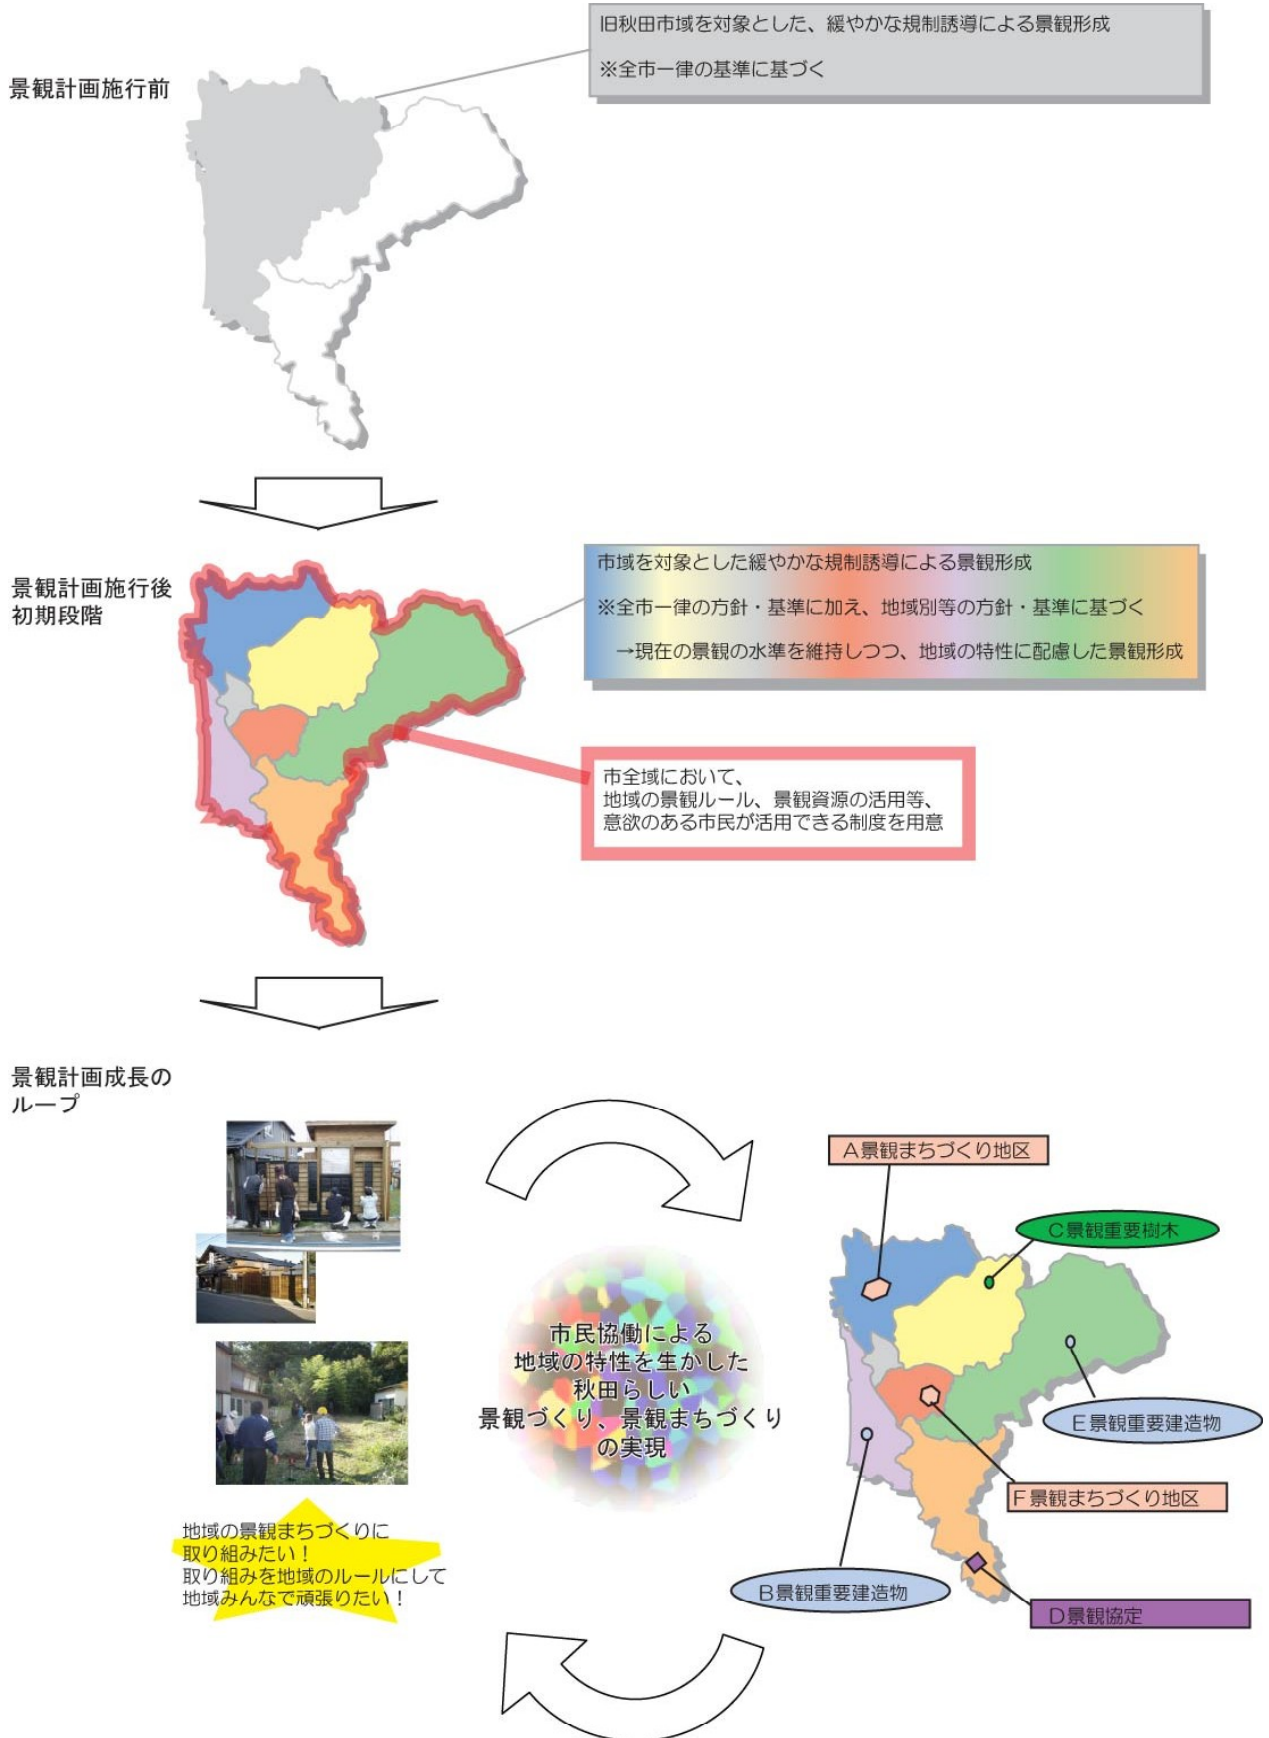 景観計画施行前
旧秋田市域を対象とした、緩やかな規制誘導による景観形成
※全市一律の基準に基づく
景観計画施行後
初期段階
市域を対象とした緩やかな規制誘導による景観形成
※全市一律の方針・基準に加え、地域別等の方針・基準に基づく
→現在の景観の水準を維持しつつ、地域の特性に配慮した景観形成
市全域において、
地域の景観ルール、景観資源の活用等、
意欲のある市民が活用できる制度を用意
景観計画成長の
ループ
A景観まちづくり地区
C景観重要樹木
市民協働による
地域の特性を生かした
秋田らしい
景観づくり、景観まちづくり
の実現
E景観重要建造物
F景観まちづくり地区
地域の景観まちづくりに
取り組みたい！
取り組みを地域のルールにして
地域みんなで頑張りたい！
B景観重要建造物
D景観協定